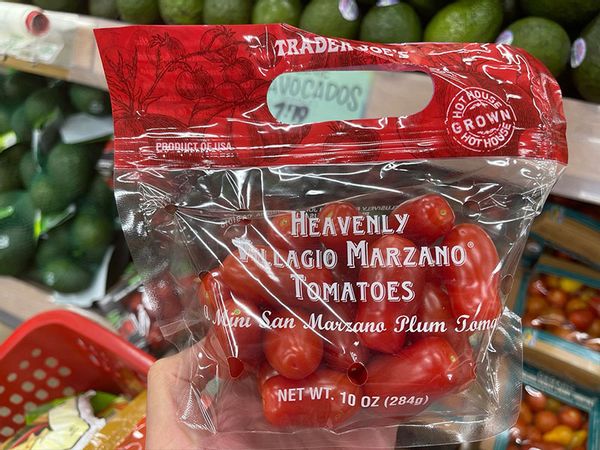 TRADER JOE'S
AVOCADOS
HOT HOUSE
GROWN
HOT HOUSE
PRODUCT OF USA
HEAVENLY
VILLAGIO MARZANO®
TOMATOES
Mini San Marzano Plum Toma
NET WT. 10 OZ (284g)